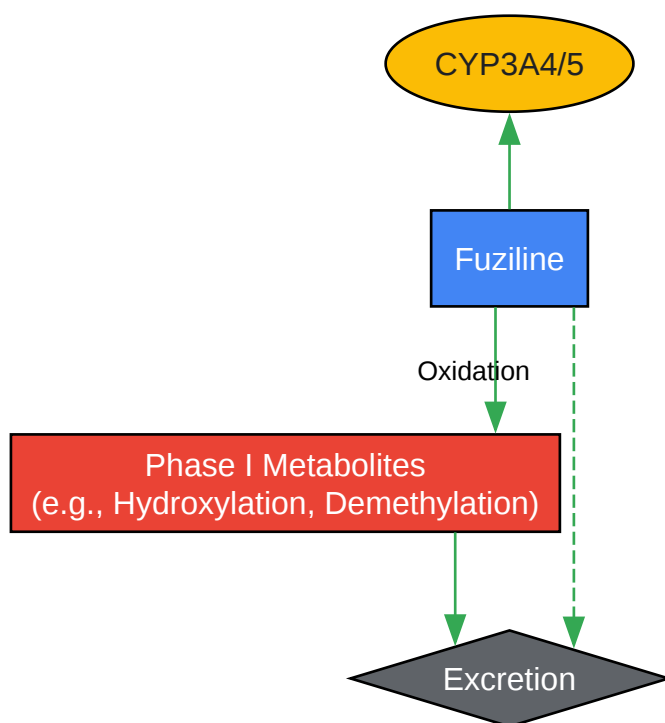 CYP3A4/5
Fuziline
Oxidation
Phase I Metabolites
(e.g., Hydroxylation, Demethylation)
Excretion